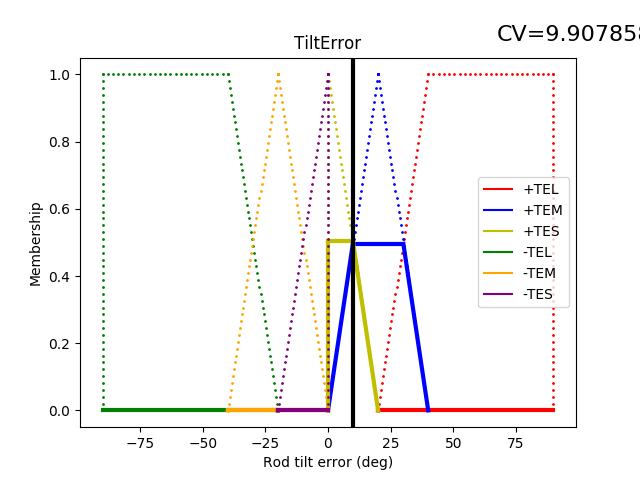 CV=9.90785
TiltError
Membership
1.0
0.8
0.6
0.4
0.2
0.0
+TEL
+TEM
+TES
-TEL
-TEM
-TES
−75 −50 −25 0 25 50 75
Rod tilt error (deg)